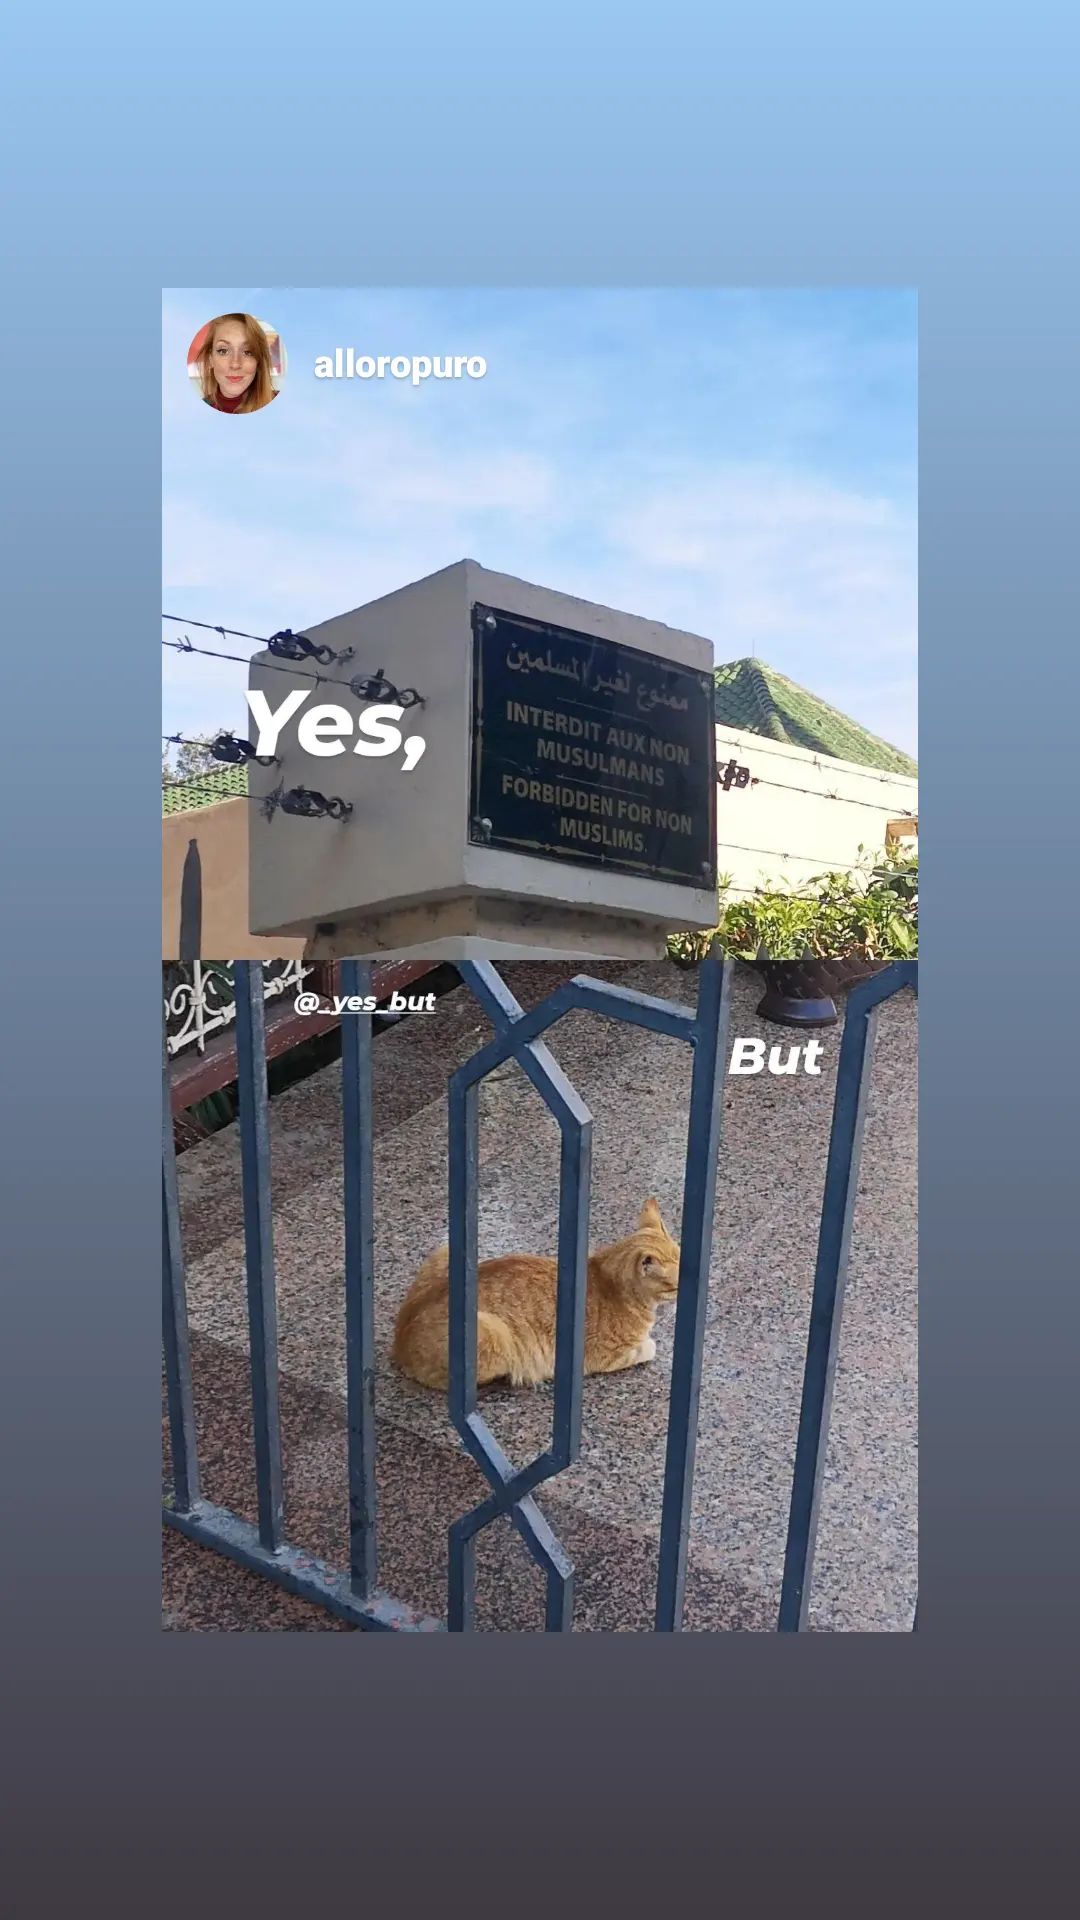 alloropuro
ممنوع لغير المسلمين
INTERDIT AUX NON
MUSULMANS
FORBIDDEN FOR NON
MUSLIMS.
Yes,
@_yes_but
But